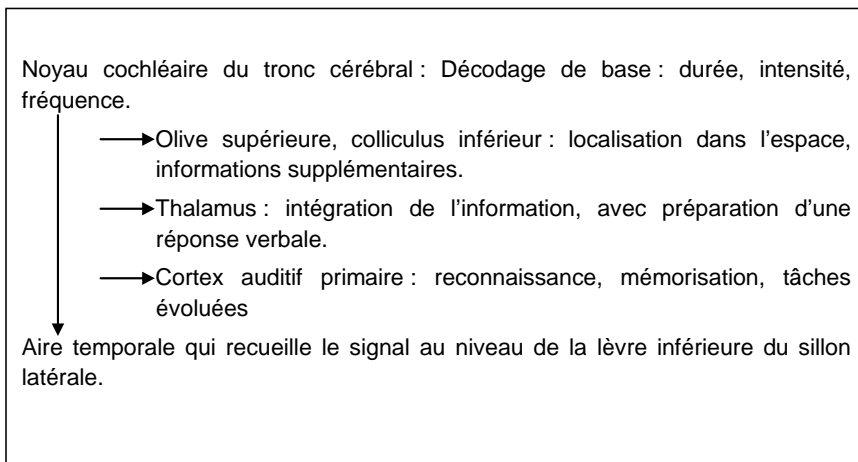 Noyau cochléaire du tronc cérébral : Décodage de base : durée, intensité,
fréquence.
Olive supérieure, colliculus inférieur : localisation dans l'espace,
informations supplémentaires.
Thalamus : intégration de l'information, avec préparation d'une
réponse verbale.
Cortex auditif primaire : reconnaissance, mémorisation, tâches
évoluées
Aire temporale qui recueille le signal au niveau de la lèvre inférieure du sillon
latérale.